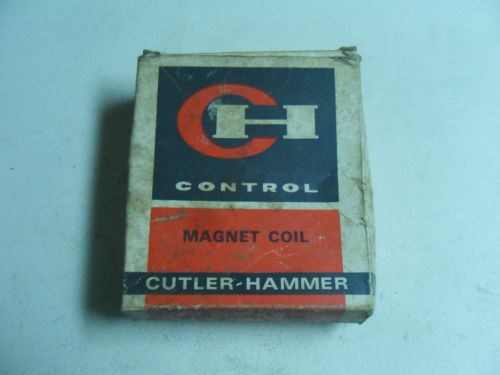 CH
CONTROL
MAGNET COIL
CUTLER-HAMMER